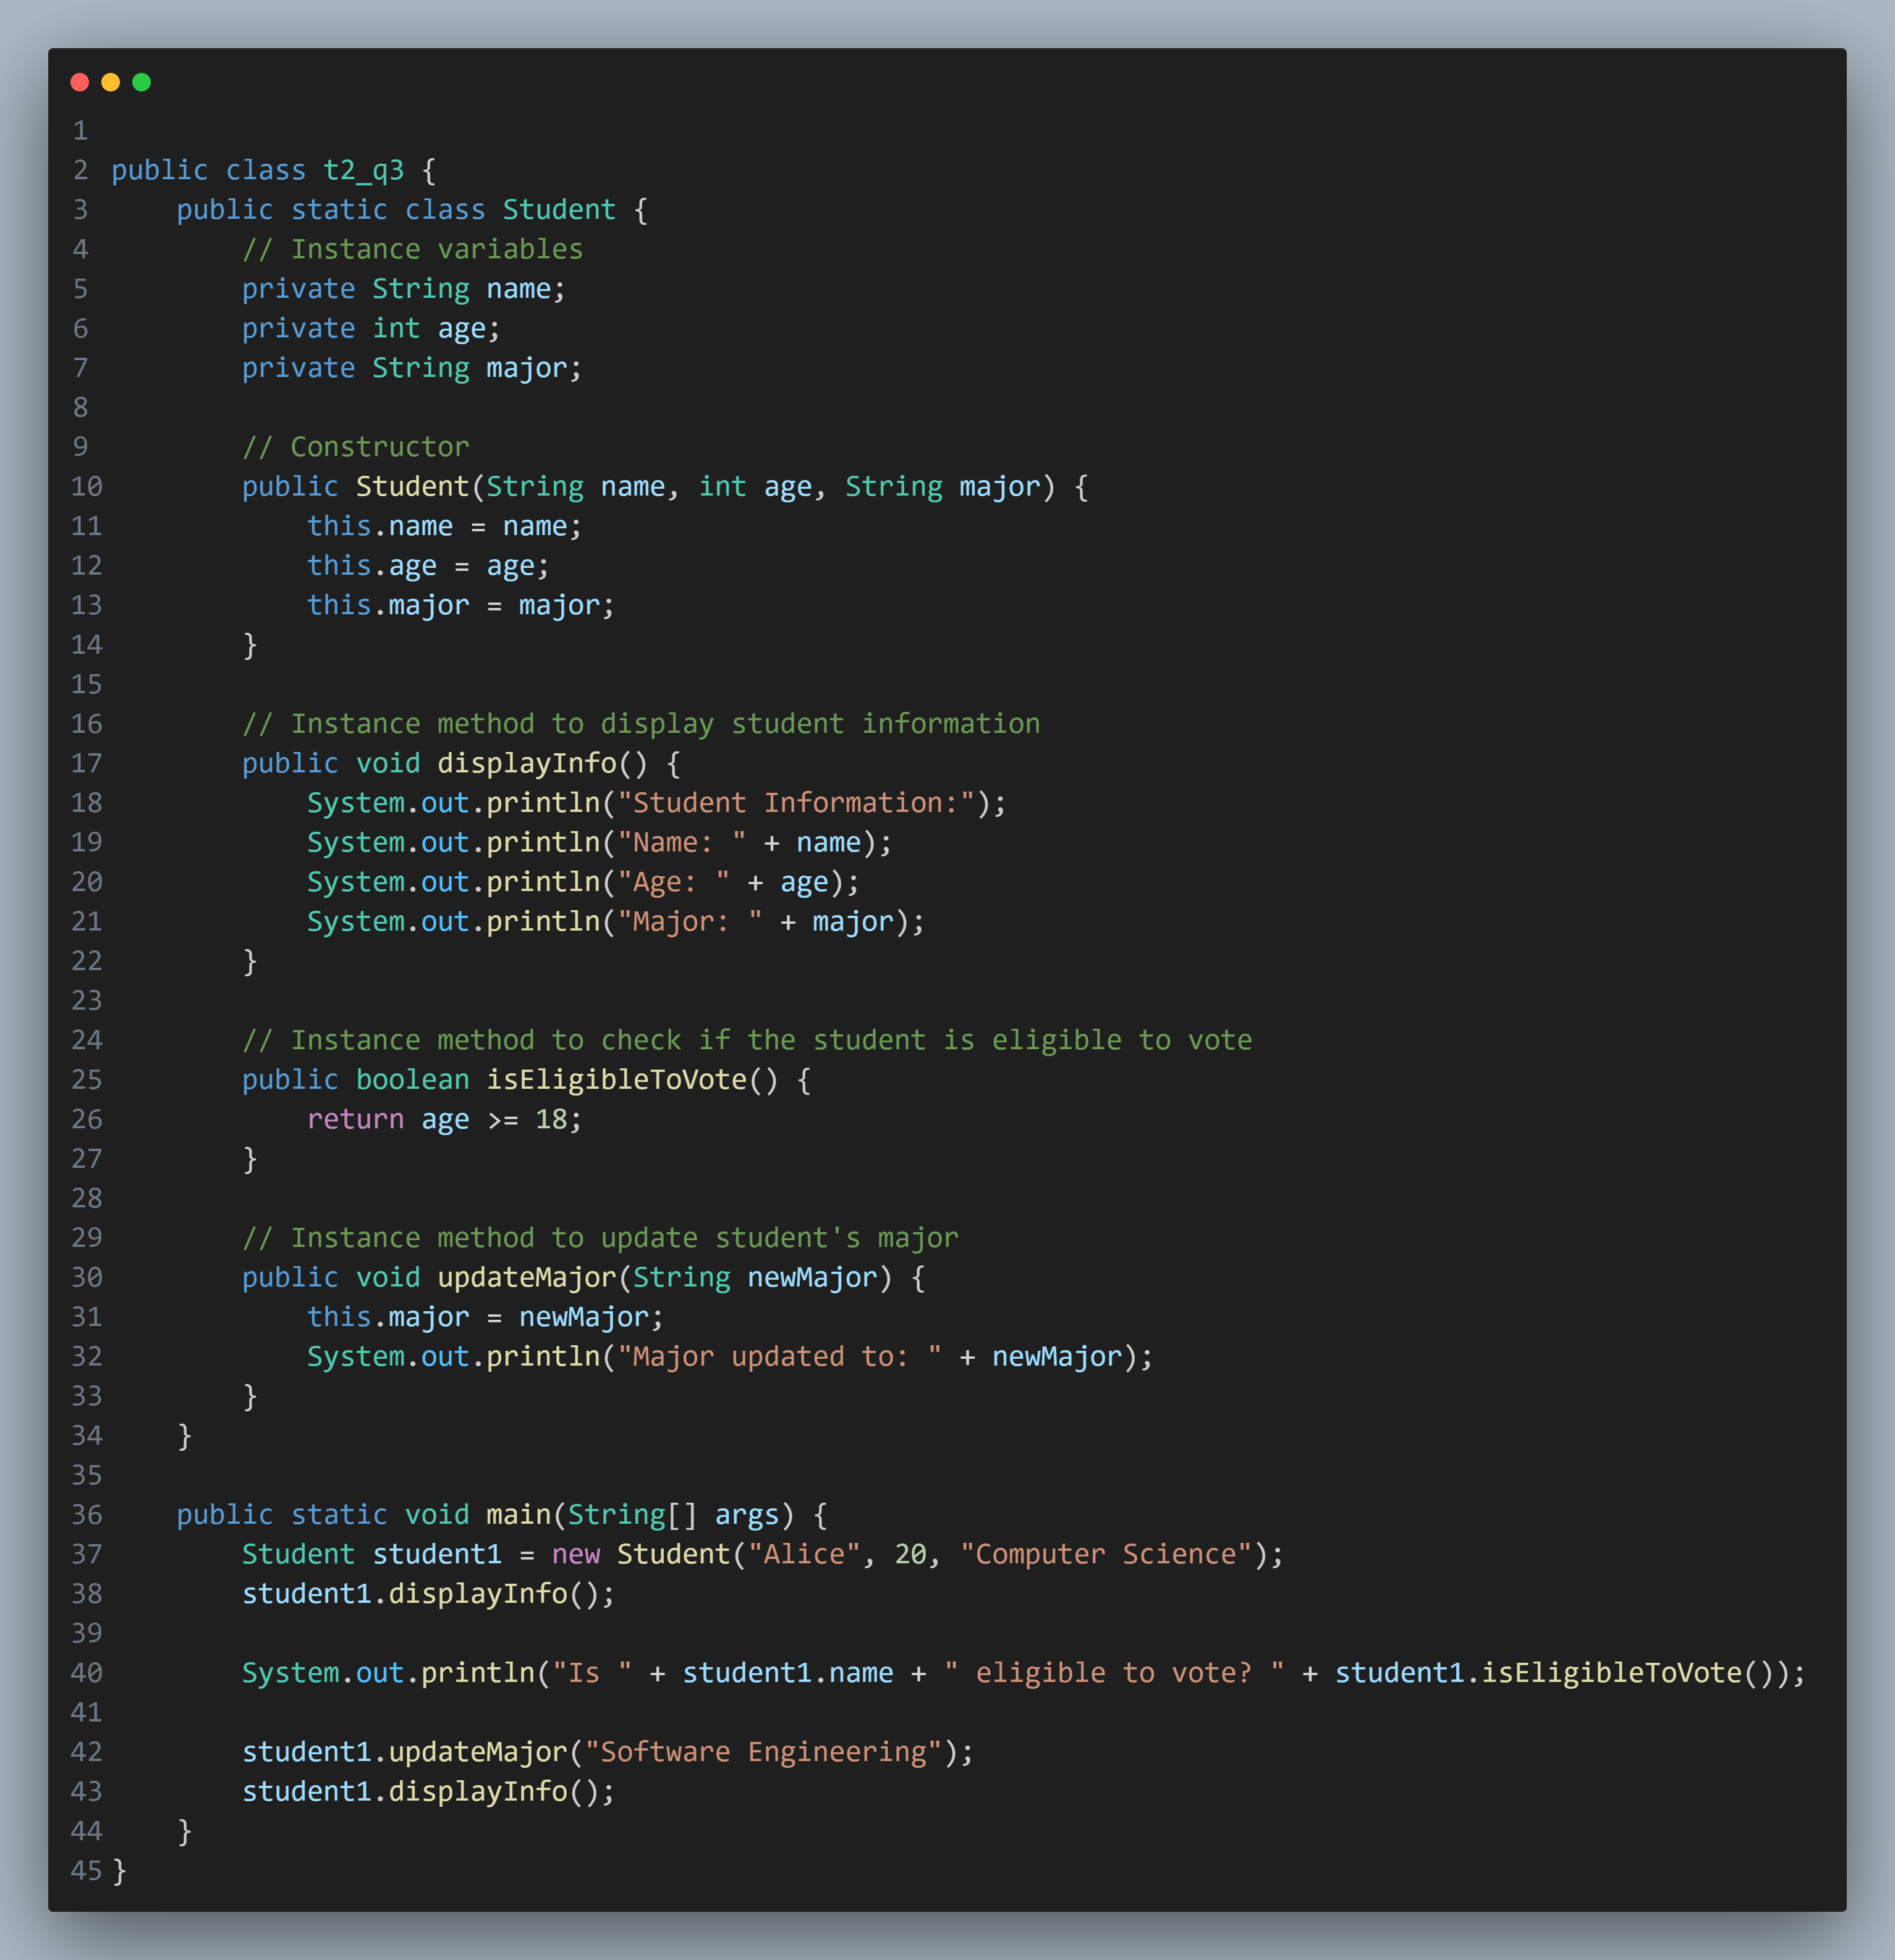 1
2 public class t2_q3 {
3     public static class Student {
4         // Instance variables
5         private String name;
6         private int age;
7         private String major;
8
9         // Constructor
10         public Student(String name, int age, String major) {
11             this.name = name;
12             this.age = age;
13             this.major = major;
14         }
15
16         // Instance method to display student information
17         public void displayInfo() {
18             System.out.println("Student Information:");
19             System.out.println("Name: " + name);
20             System.out.println("Age: " + age);
21             System.out.println("Major: " + major);
22         }
23
24         // Instance method to check if the student is eligible to vote
25         public boolean isEligibleToVote() {
26             return age >= 18;
27         }
28
29         // Instance method to update student's major
30         public void updateMajor(String newMajor) {
31             this.major = newMajor;
32             System.out.println("Major updated to: " + newMajor);
33         }
34     }
35
36     public static void main(String[] args) {
37         Student student1 = new Student("Alice", 20, "Computer Science");
38         student1.displayInfo();
39
40         System.out.println("Is " + student1.name + " eligible to vote? " + student1.isEligibleToVote());
41
42         student1.updateMajor("Software Engineering");
43         student1.displayInfo();
44     }
45 }